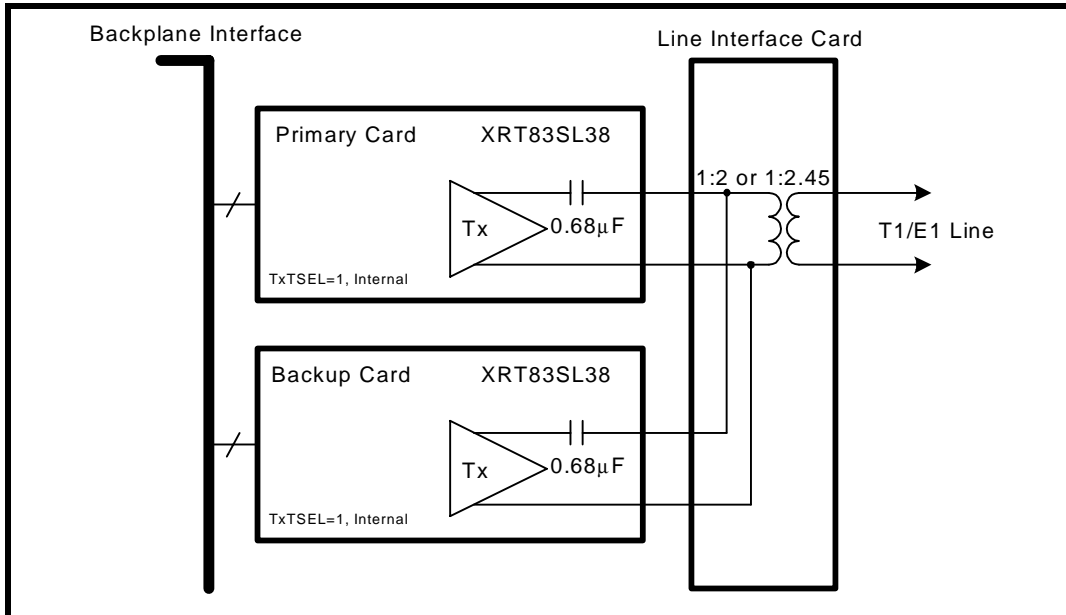 Backplane Interface
Line Interface Card
Primary Card XRT83SL38
1:2 or 1:2.45
Tx
0.68μF
T1/E1 Line
TxTSEL=1, Internal
Backup Card XRT83SL38
Tx
0.68μF
TxTSEL=1, Internal